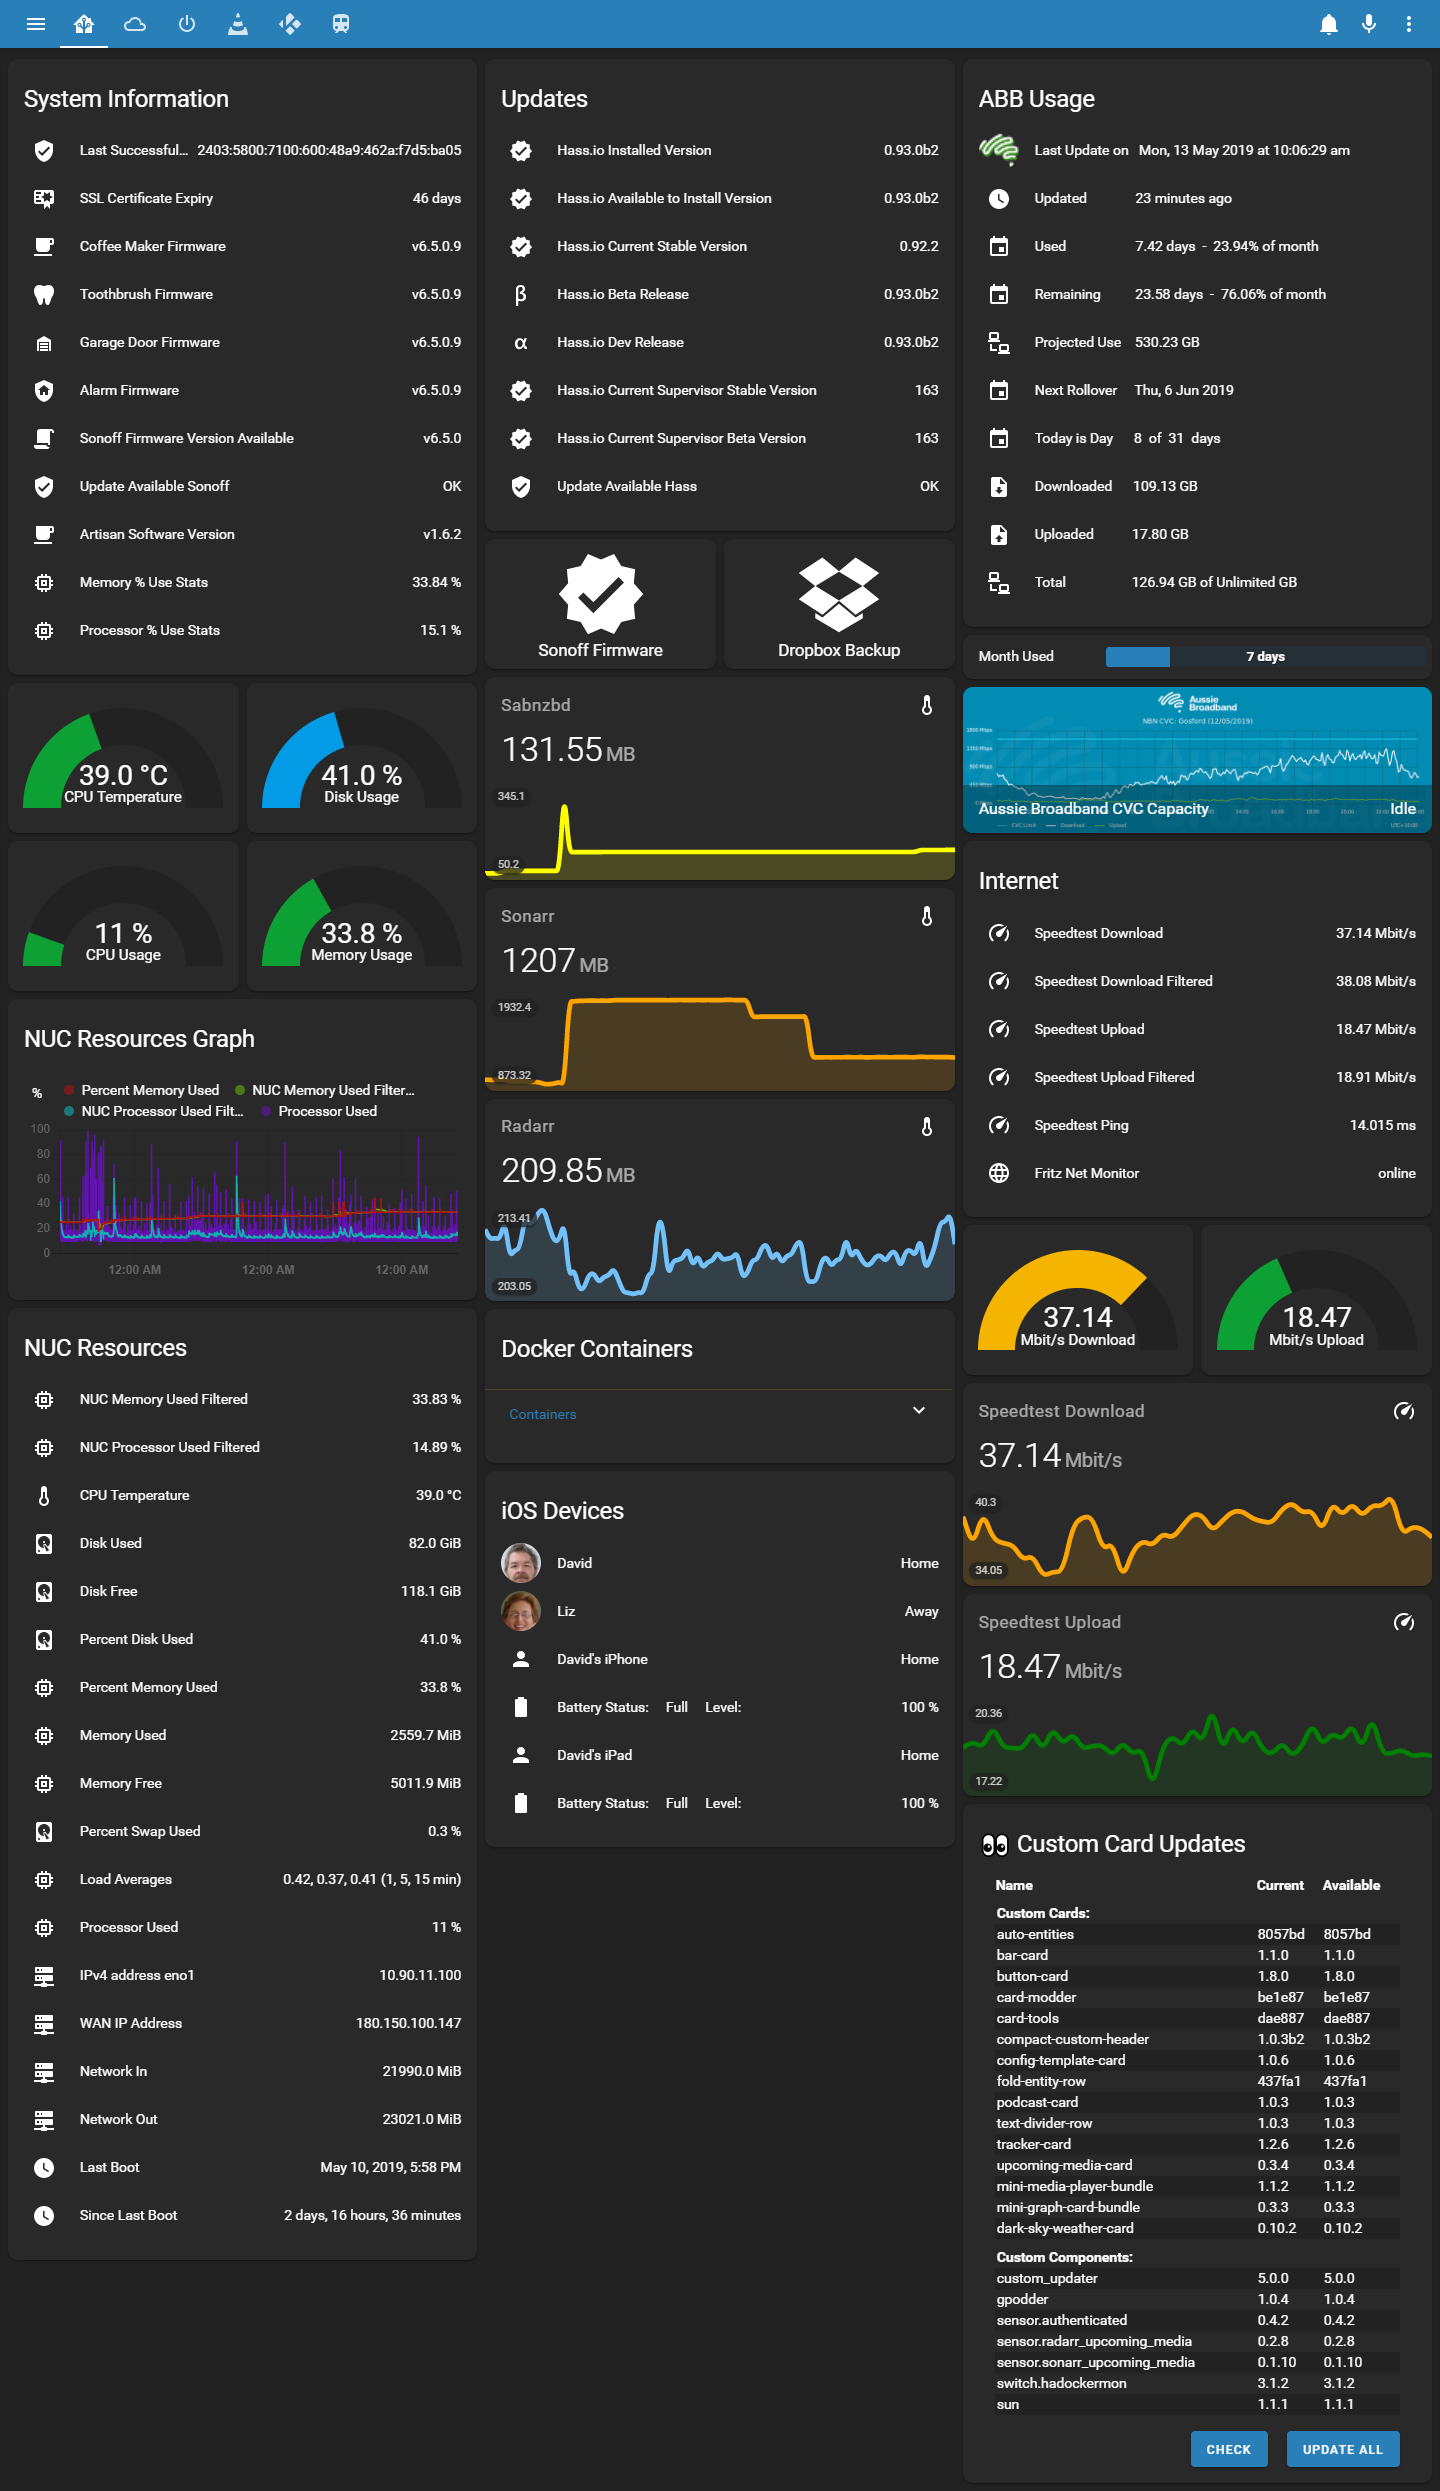 System Information
Last Successful... 2403:5800:7100:600:48a9:462a:f7d5:ba05
SSL Certificate Expiry 46 days
Coffee Maker Firmware v6.5.0.9
Toothbrush Firmware v6.5.0.9
Garage Door Firmware v6.5.0.9
Alarm Firmware v6.5.0.9
Sonoff Firmware Version Available v6.5.0
Update Available Sonoff OK
Artisan Software Version v1.6.2
Memory % Use Stats 33.84 %
Processor % Use Stats 15.1 %
39.0 °C
CPU Temperature
41.0 %
Disk Usage
11 %
CPU Usage
33.8 %
Memory Usage
NUC Resources Graph
%
Percent Memory Used NUC Memory Used Filter...
NUC Processor Used Filt... Processor Used
100
80
60
40
20
0
12:00 AM 12:00 AM 12:00 AM
NUC Resources
NUC Memory Used Filtered 33.83 %
NUC Processor Used Filtered 14.89 %
CPU Temperature 39.0 °C
Disk Used 82.0 GiB
Disk Free 118.1 GiB
Percent Disk Used 41.0 %
Percent Memory Used 33.8 %
Memory Used 2559.7 MiB
Memory Free 5011.9 MiB
Percent Swap Used 0.3 %
Load Averages 0.42, 0.37, 0.41 (1, 5, 15 min)
Processor Used 11 %
IPv4 address eno1 10.90.11.100
WAN IP Address 180.150.100.147
Network In 21990.0 MiB
Network Out 23021.0 MiB
Last Boot May 10, 2019, 5:58 PM
Since Last Boot 2 days, 16 hours, 36 minutes
Updates
Hass.io Installed Version 0.93.0b2
Hass.io Available to Install Version 0.93.0b2
Hass.io Current Stable Version 0.92.2
β Hass.io Beta Release 0.93.0b2
α Hass.io Dev Release 0.93.0b2
Hass.io Current Supervisor Stable Version 163
Hass.io Current Supervisor Beta Version 163
Update Available Hass OK
Sonoff Firmware
Dropbox Backup
Sabnzbd
131.55 MB
345.1
50.2
Sonarr
1207 MB
1932.4
873.32
Radarr
209.85 MB
213.41
203.05
Docker Containers
Containers
iOS Devices
David Home
Liz Away
David's iPhone Home
Battery Status: Full Level: 100 %
David's iPad Home
Battery Status: Full Level: 100 %
ABB Usage
Last Update on Mon, 13 May 2019 at 10:06:29 am
Updated 23 minutes ago
Used 7.42 days - 23.94% of month
Remaining 23.58 days - 76.06% of month
Projected Use 530.23 GB
Next Rollover Thu, 6 Jun 2019
Today is Day 8 of 31 days
Downloaded 109.13 GB
Uploaded 17.80 GB
Total 126.94 GB of Unlimited GB
Month Used 7 days
Aussie
Broadband
NBN CVC: Gosford (12/05/2019)
1800 Mbps
1350 Mbps
900 Mbps
Aussie Broadband CVC Capacity Idle
CVC Limit Download Upload
Internet
Speedtest Download 37.14 Mbit/s
Speedtest Download Filtered 38.08 Mbit/s
Speedtest Upload 18.47 Mbit/s
Speedtest Upload Filtered 18.91 Mbit/s
Speedtest Ping 14.015 ms
Fritz Net Monitor online
37.14
Mbit/s Download
18.47
Mbit/s Upload
Speedtest Download
37.14 Mbit/s
40.3
34.05
Speedtest Upload
18.47 Mbit/s
20.36
17.22
Custom Card Updates
Name Current Available
Custom Cards:
auto-entities 8057bd 8057bd
bar-card 1.1.0 1.1.0
button-card 1.8.0 1.8.0
card-modder be1e87 be1e87
card-tools dae887 dae887
compact-custom-header 1.0.3b2 1.0.3b2
config-template-card 1.0.6 1.0.6
fold-entity-row 437fa1 437fa1
podcast-card 1.0.3 1.0.3
text-divider-row 1.0.3 1.0.3
tracker-card 1.2.6 1.2.6
upcoming-media-card 0.3.4 0.3.4
mini-media-player-bundle 1.1.2 1.1.2
mini-graph-card-bundle 0.3.3 0.3.3
dark-sky-weather-card 0.10.2 0.10.2
Custom Components:
custom_updater 5.0.0 5.0.0
gpodder 1.0.4 1.0.4
sensor.authenticated 0.4.2 0.4.2
sensor.radarr_upcoming_media 0.2.8 0.2.8
sensor.sonarr_upcoming_media 0.1.10 0.1.10
switch.hadockermon 3.1.2 3.1.2
sun 1.1.1 1.1.1
CHECK UPDATE ALL